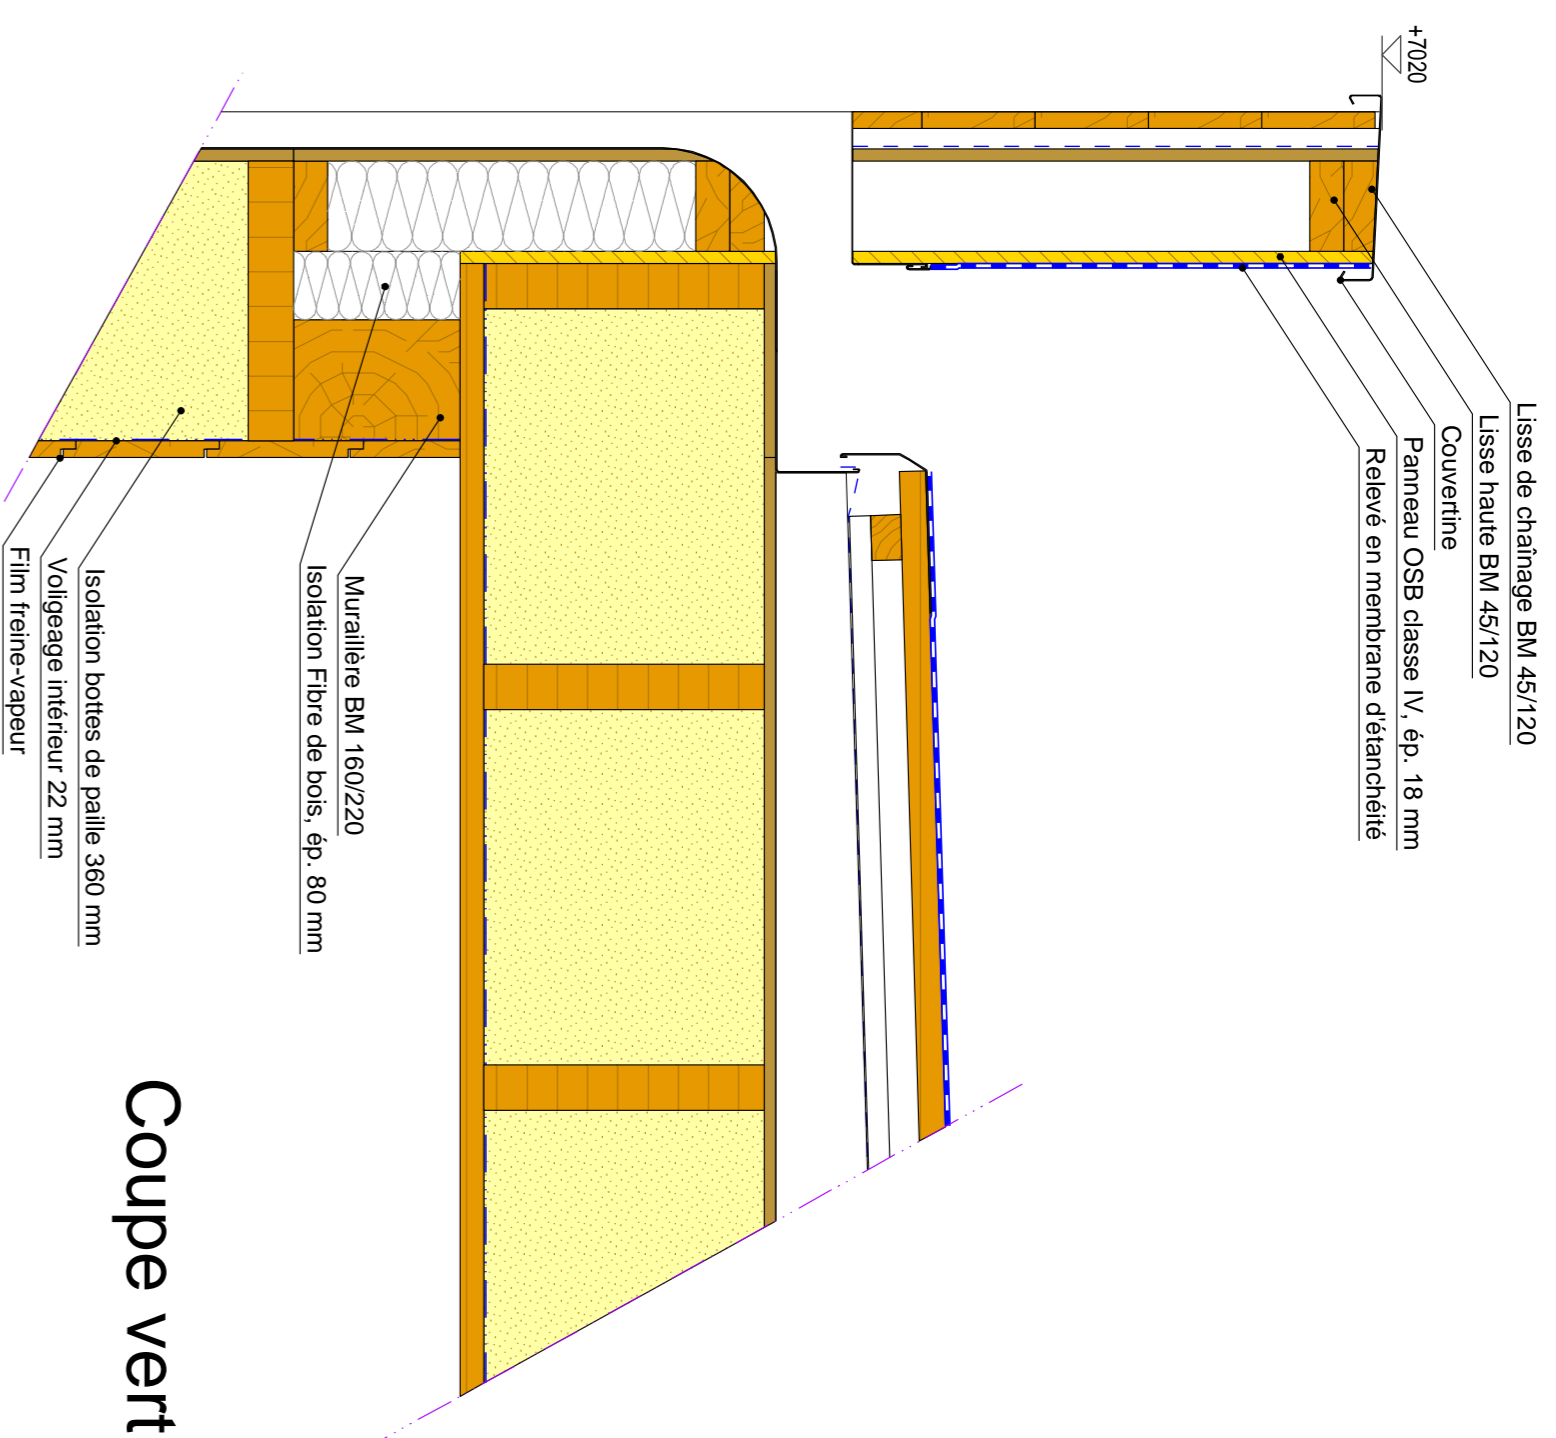 +7020
Lisse de chaînage BM 45/120
Lisse haute BM 45/120
Couvertine
Panneau OSB classe IV, ép. 18 mm
Relevé en membrane d'étanchéité
Muraillère BM 160/220
Isolation Fibre de bois, ép. 80 mm
Isolation bottes de paille 360 mm
Voligeage intérieur 22 mm
Film freine-vapeur
Coupe vert